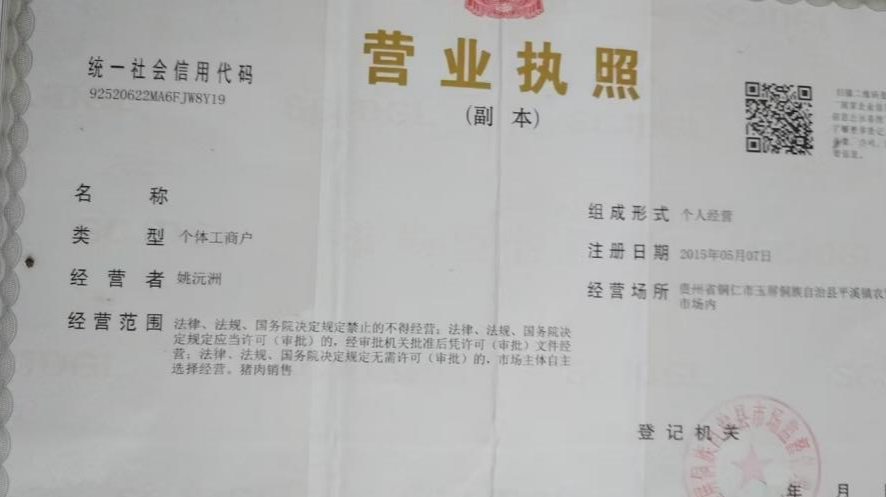 营业执照
(副 本)
统一社会信用代码
92520622MA6FJW8Y19
名 称
类 型 个体工商户
经 营 者 姚沅洲
经 营 范 围 法律、法规、国务院决定规定禁止的不得经营；法律、法规、国务院决
定规定应当许可（审批）的，经审批机关批准后凭许可（审批）文件经
营；法律、法规、国务院决定规定无需许可（审批）的，市场主体自主
选择经营。猪肉销售
组 成 形 式 个人经营
注 册 日 期 2015年05月07日
经 营 场 所 贵州省铜仁市玉屏侗族自治县平溪镇农
市场内
登 记 机 关
年 月